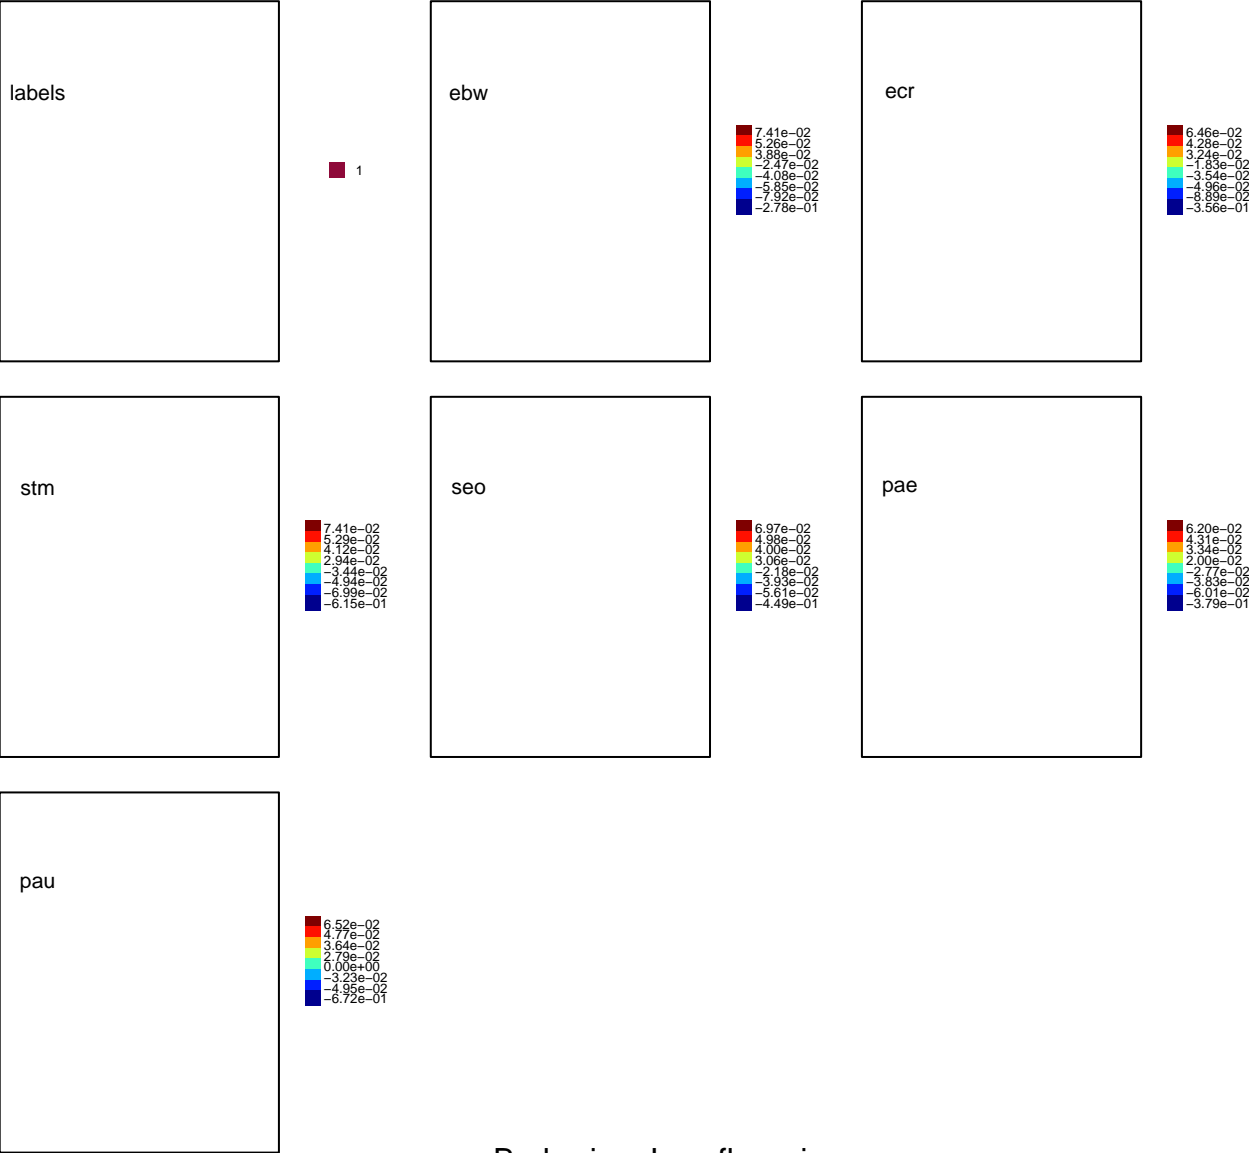 labels
1
ebw
7.41e−02
5.26e−02
3.88e−02
−2.47e−02
−4.08e−02
−5.85e−02
−7.92e−02
−2.78e−01
ecr
6.46e−02
4.28e−02
3.24e−02
−1.83e−02
−3.54e−02
−4.96e−02
−8.89e−02
−3.56e−01
stm
7.41e−02
5.29e−02
4.12e−02
2.94e−02
−3.44e−02
−4.94e−02
−6.99e−02
−6.15e−01
seo
6.97e−02
4.98e−02
4.00e−02
3.06e−02
−2.18e−02
−3.93e−02
−5.61e−02
−4.49e−01
pae
6.20e−02
4.31e−02
3.34e−02
2.00e−02
−2.77e−02
−3.83e−02
−6.01e−02
−3.79e−01
pau
6.52e−02
4.77e−02
3.64e−02
2.79e−02
0.00e+00
−3.23e−02
−4.95e−02
−6.72e−01